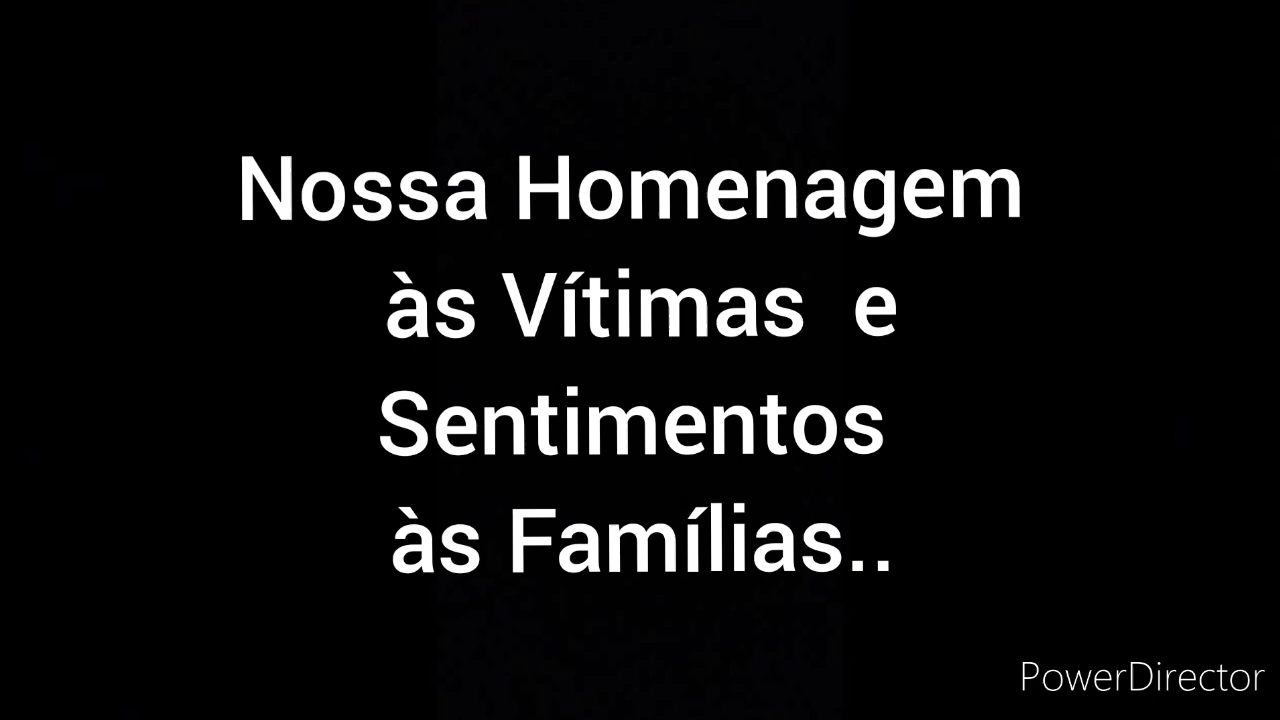 Nossa Homenagem
às Vítimas e
Sentimentos
às Famílias..
PowerDirector